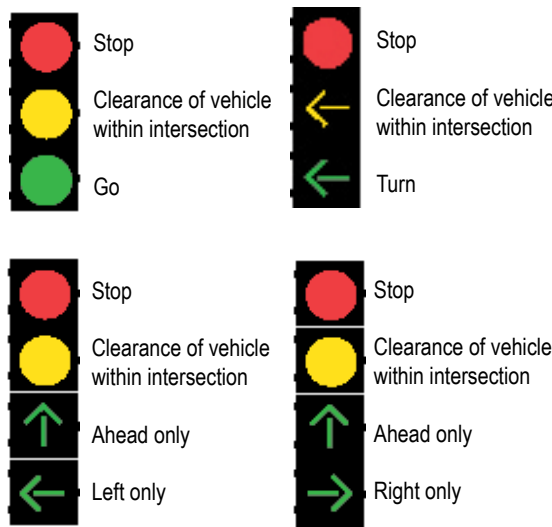 Stop
Clearance of vehicle
within intersection
Go
Stop
Clearance of vehicle
within intersection
Turn
Stop
Clearance of vehicle
within intersection
Ahead only
Left only
Stop
Clearance of vehicle
within intersection
Ahead only
Right only